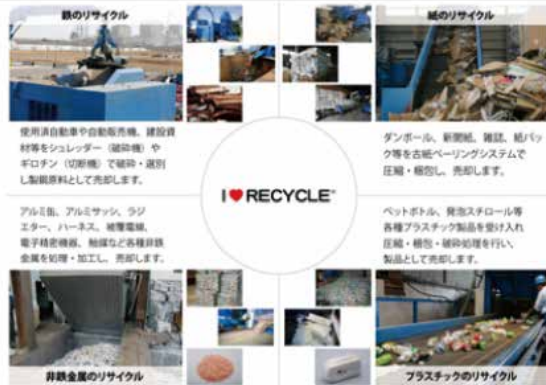 鉄のリサイクル
使用済自動車や自動販売機、建設資
材等をシュレッダー（破砕機）や
ギロチン（切断機）で破砕・選別
し製鋼原料として売却します。
紙のリサイクル
ダンボール、新聞紙、雑誌、紙パッ
ク等を古紙ベーリングシステムで
圧縮・梱包し、売却します。
I ♥ RECYCLE
アルミ缶、アルミサッシ、ラジ
エター、ハーネス、被覆電線、
電子精密機器、触媒など各種非鉄
金属を処理・加工し、売却します。
非鉄金属のリサイクル
ペットボトル、発泡スチロール等
各種プラスチック製品を受け入れ
圧縮・梱包・破砕処理を行い、
製品として売却します。
プラスチックのリサイクル